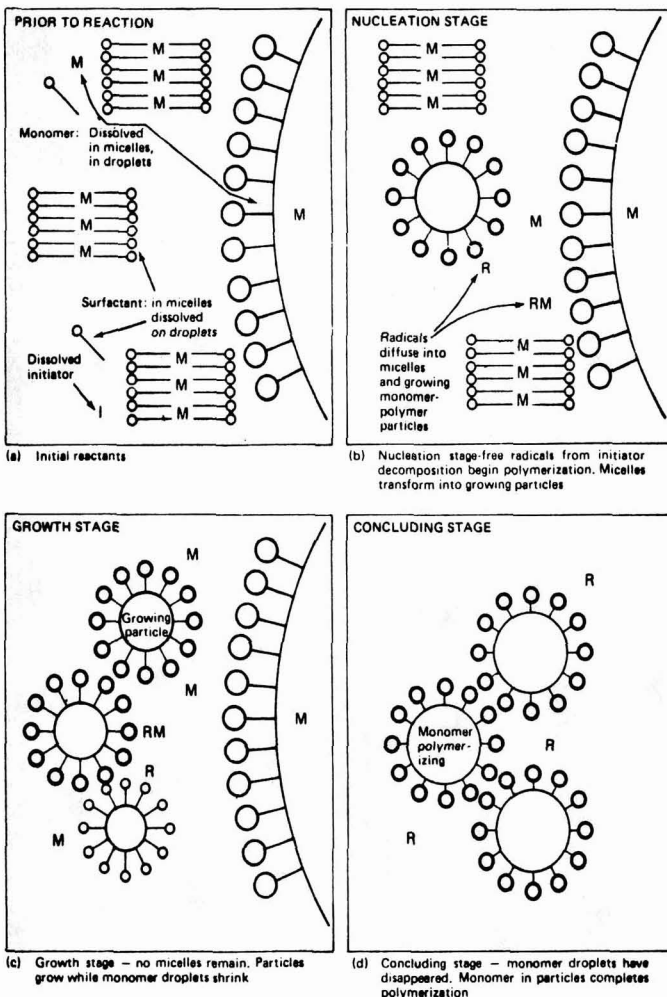 PRIOR TO REACTION
M
M
M
M
Monomer: Dissolved
in micelles,
in droplets
M
M
M
M
Surfactant: in micelles
dissolved
on droplets
Dissolved
initiator
I
M
M
M
(a) Initial reactants
NUCLEATION STAGE
M
M
M
M
M
R
RM
Radicals
diffuse into
micelles
and growing
monomer-
polymer
particles
M
M
M
(b) Nucleation stage-free radicals from initiator
decomposition begin polymerization. Micelles
transform into growing particles
GROWTH STAGE
M
Growing
particle
M
M
RM
R
M
(c) Growth stage – no micelles remain. Particles
grow while monomer droplets shrink
CONCLUDING STAGE
R
Monomer
polymer-
izing
R
R
(d) Concluding stage – monomer droplets have
disappeared. Monomer in particles completes
polymerization